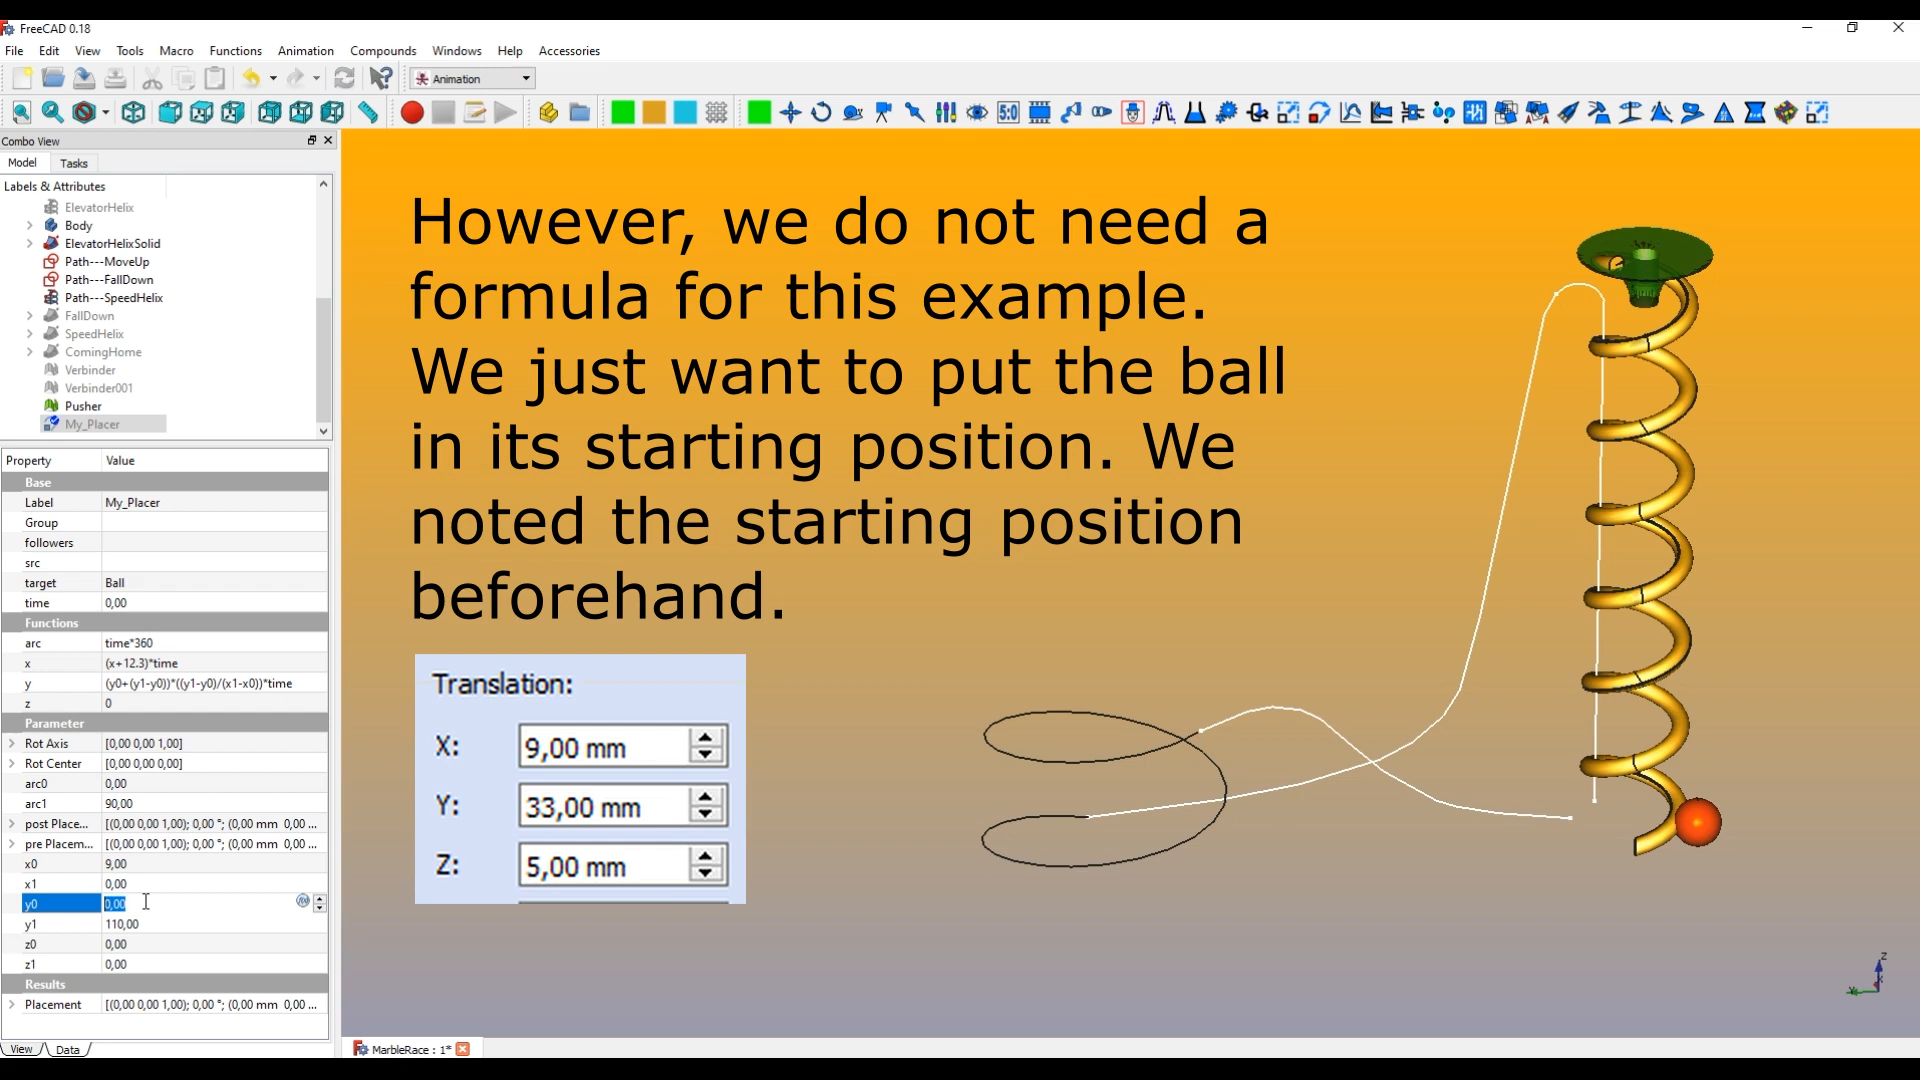 FreeCAD 0.18
File Edit View Tools Macro Functions Animation Compounds Windows Help Accessories
Animation
5:0
Combo View
Model Tasks
Labels & Attributes
ElevatorHelix
Body
ElevatorHelixSolid
Path---MoveUp
Path---FallDown
Path---SpeedHelix
FallDown
SpeedHelix
ComingHome
Verbinder
Verbinder001
Pusher
My_Placer
Property Value
Base
Label My_Placer
Group
followers
src
target Ball
time 0,00
Functions
arc time*360
x (x+12.3)*time
y (y0+(y1-y0))*((y1-y0)/(x1-x0))*time
z 0
Parameter
Rot Axis [0,00 0,00 1,00]
Rot Center [0,00 0,00 0,00]
arc0 0,00
arc1 90,00
post Place... [(0,00 0,00 1,00); 0,00 °; (0,00 mm 0,00 ...
pre Placem... [(0,00 0,00 1,00); 0,00 °; (0,00 mm 0,00 ...
x0 9,00
x1 0,00
y0 0,00
y1 110,00
z0 0,00
z1 0,00
Results
Placement [(0,00 0,00 1,00); 0,00 °; (0,00 mm 0,00 ...
View Data
However, we do not need a
formula for this example.
We just want to put the ball
in its starting position. We
noted the starting position
beforehand.
Translation:
X: 9,00 mm
Y: 33,00 mm
Z: 5,00 mm
Z
MarbleRace : 1*